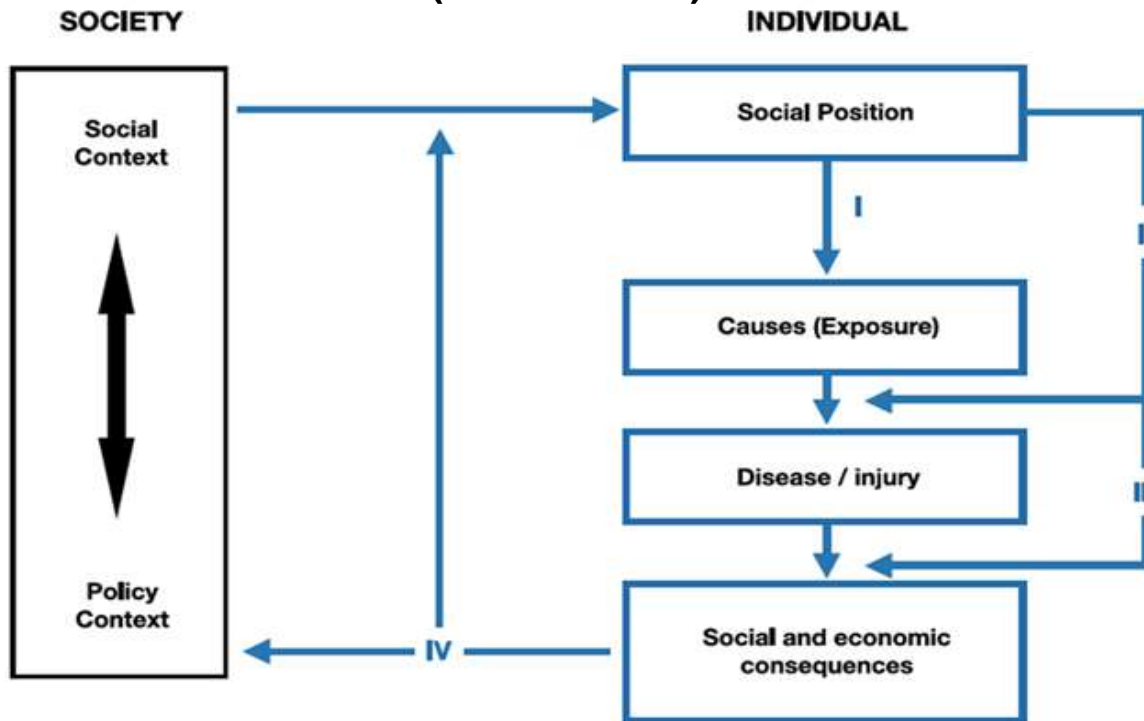 SOCIETY
INDIVIDUAL
Social
Context
Policy
Context
Social Position
I
Causes (Exposure)
Disease / injury
Social and economic
consequences
IV